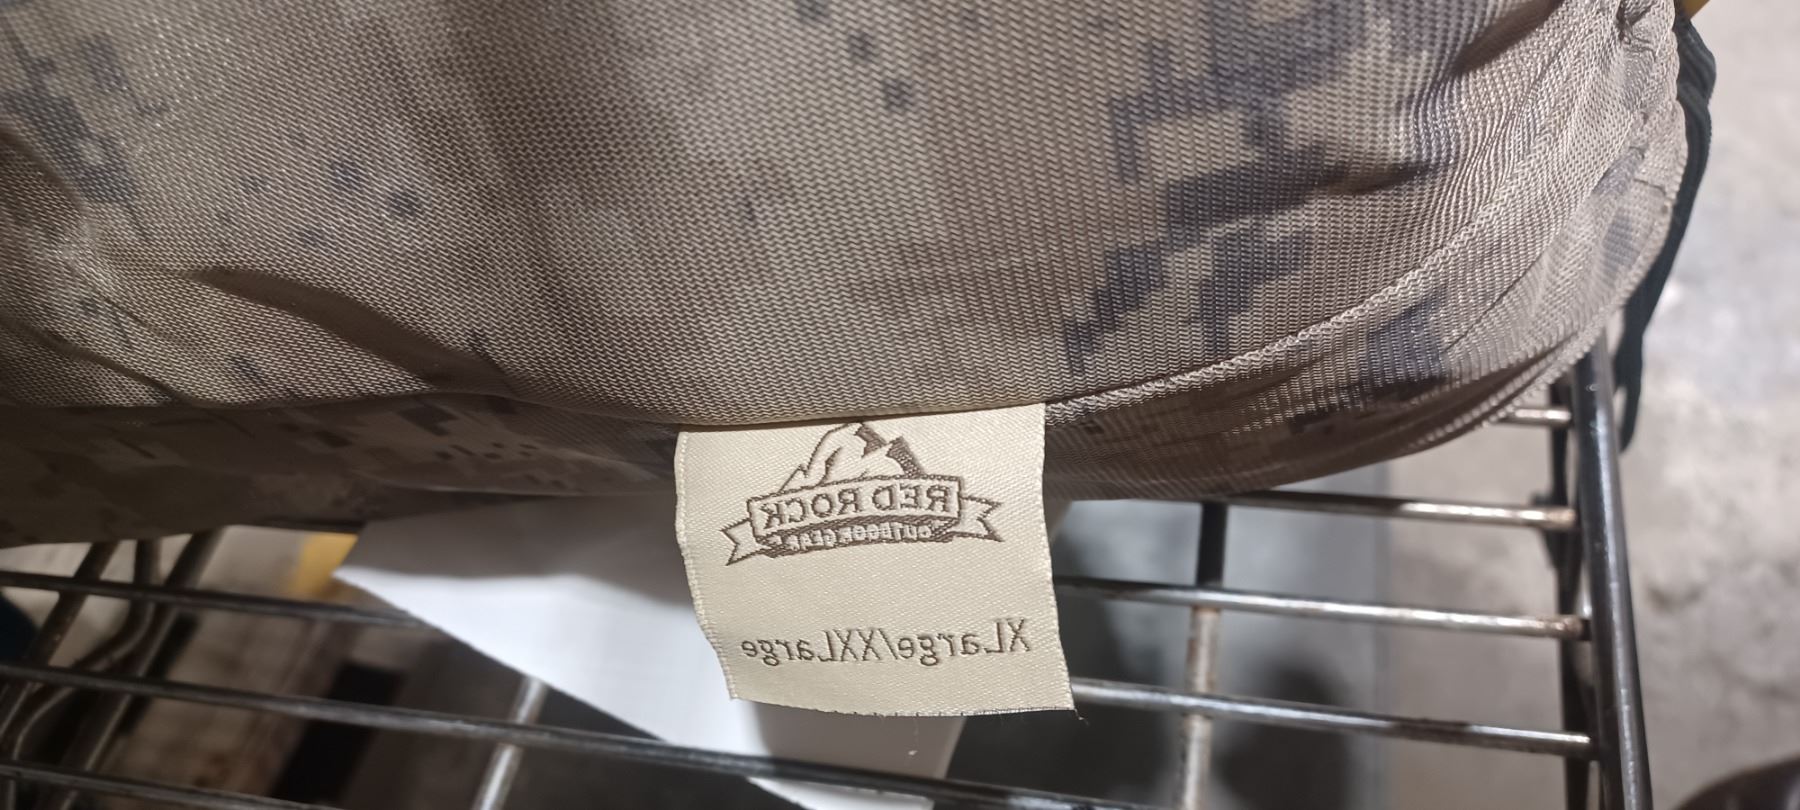 RED ROCK
OUTDOOR GEAR
XLarge/XXLarge